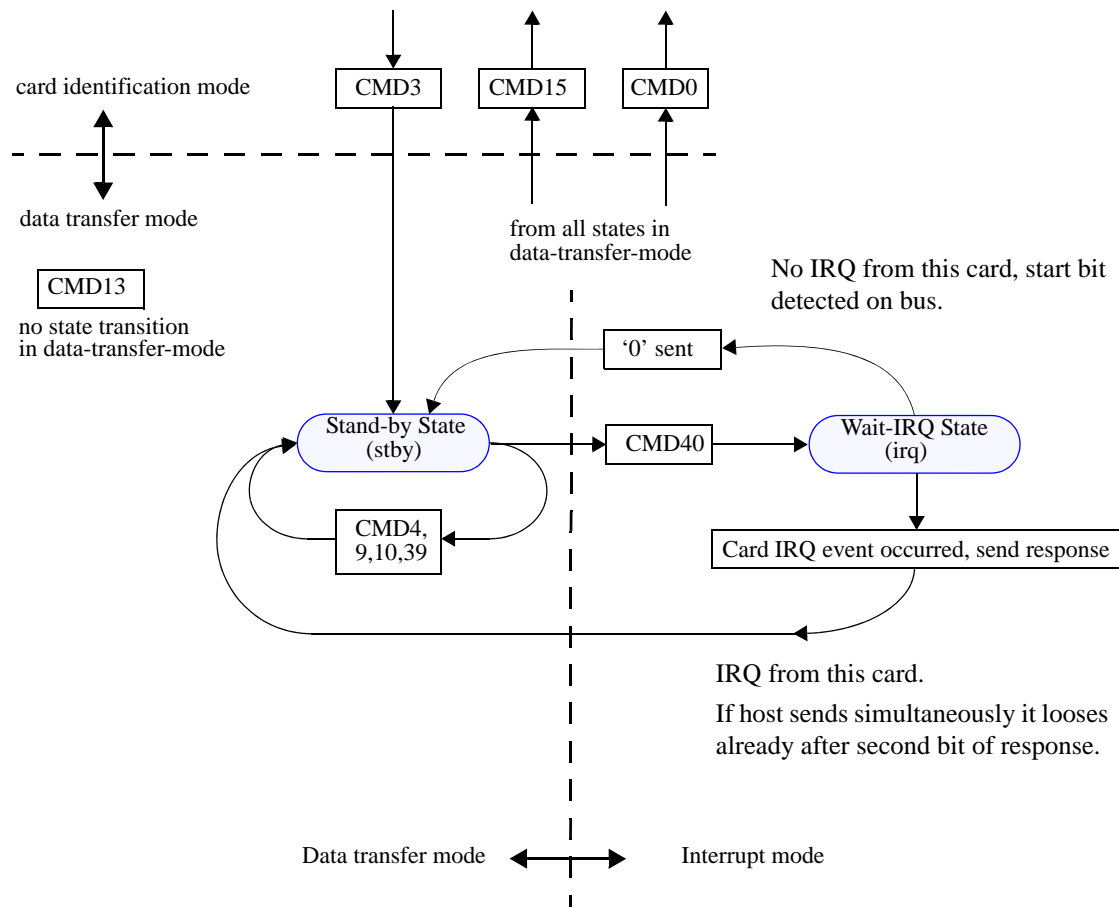 CMD3
CMD15
CMD0
card identification mode
data transfer mode
from all states in
data-transfer-mode
CMD13
no state transition
in data-transfer-mode
No IRQ from this card, start bit
detected on bus.
‘0’ sent
Stand-by State
(stby)
CMD40
Wait-IRQ State
(irq)
CMD4,
9,10,39
Card IRQ event occurred, send response
IRQ from this card.
If host sends simultaneously it looses
already after second bit of response.
Data transfer mode
Interrupt mode